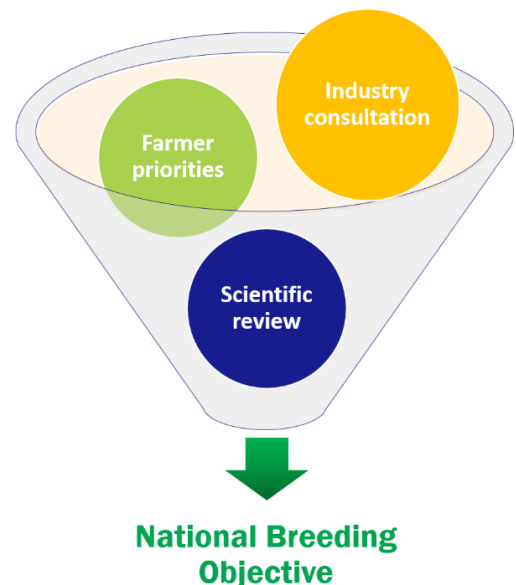 Industry
consultation
Farmer
priorities
Scientific
review
National Breeding
Objective